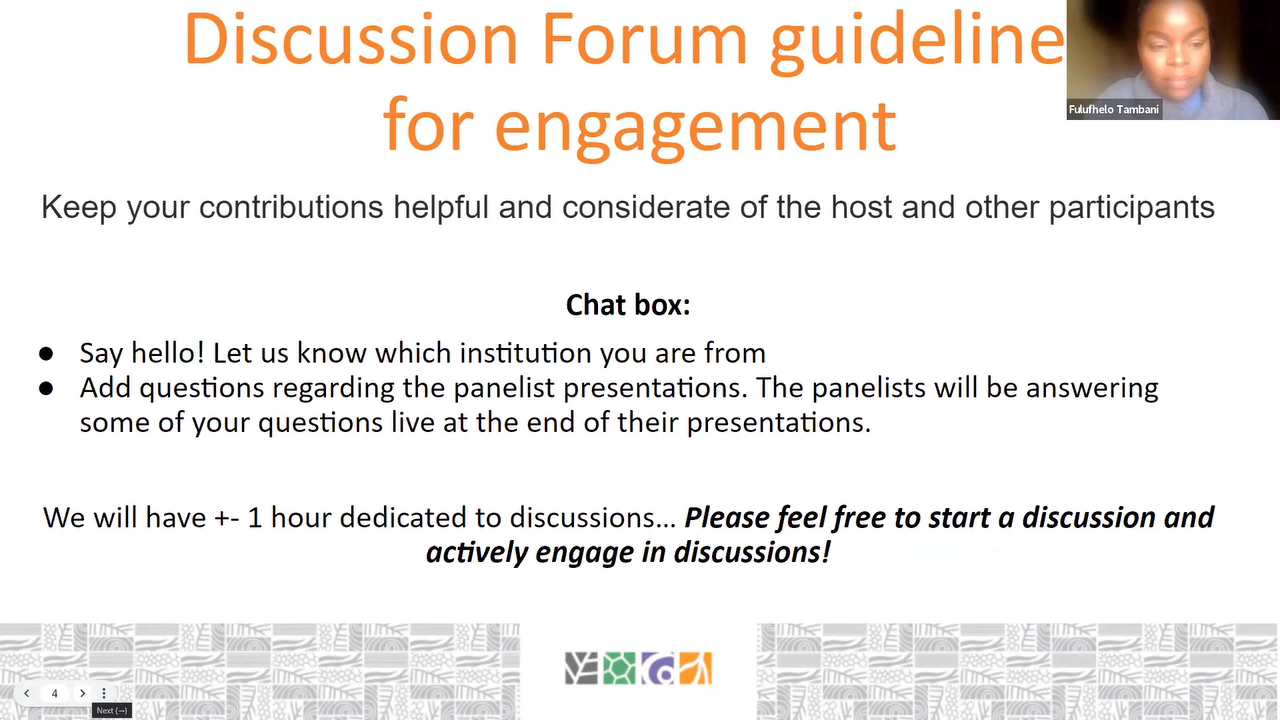 Discussion Forum guideline
for engagement
Fulufhelo Tambani
Keep your contributions helpful and considerate of the host and other participants
Chat box:
● Say hello! Let us know which institution you are from
● Add questions regarding the panelist presentations. The panelists will be answering
some of your questions live at the end of their presentations.
We will have +- 1 hour dedicated to discussions... Please feel free to start a discussion and
actively engage in discussions!
4
Next (→)